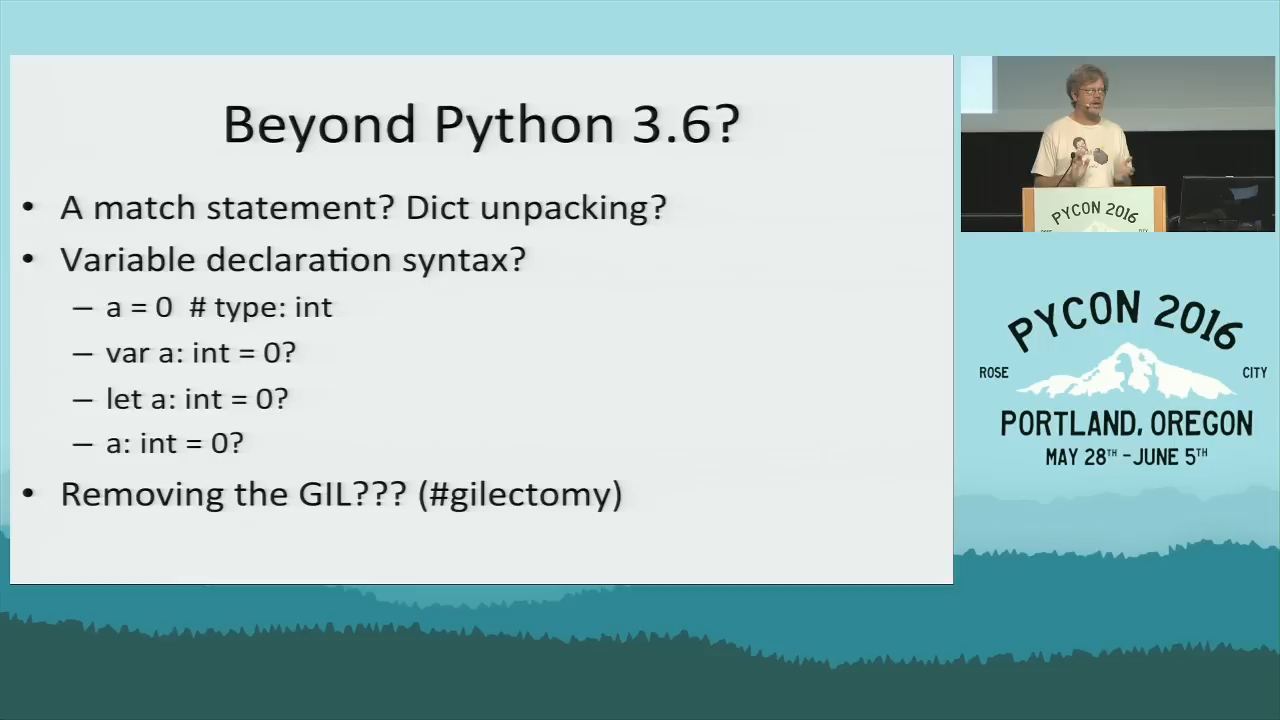 Beyond Python 3.6?
• A match statement? Dict unpacking?
• Variable declaration syntax?
– a = 0 # type: int
– var a: int = 0?
– let a: int = 0?
– a: int = 0?
• Removing the GIL??? (#gilectomy)
PYCON 2016
PYCON 2016
ROSE CITY
PORTLAND, OREGON
MAY 28TH - JUNE 5TH